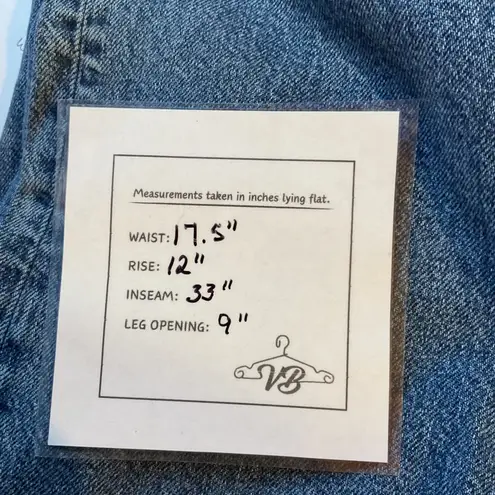 Measurements taken in inches lying flat.
WAIST: 17.5"
RISE: 12"
INSEAM: 33"
LEG OPENING: 9"
VB